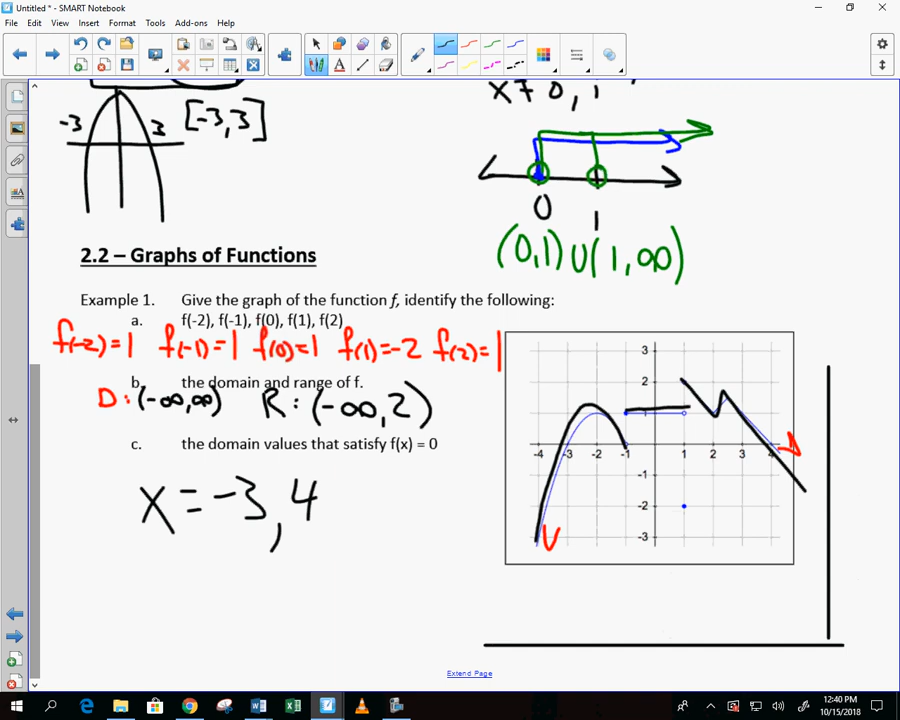 Untitled * - SMART Notebook
File Edit View Insert Format Tools Add-ons Help
-3 3 [-3,3]
x≠0, 1
0 1
(0,1)U(1,∞)
2.2 – Graphs of Functions
Example 1. Give the graph of the function f, identify the following:
a. f(-2), f(-1), f(0), f(1), f(2)
f(-2)=1 f(-1)=1 f(0)=1 f(1)=-2 f(2)=1
b. the domain and range of f.
D: (-∞,∞) R: (-∞,2)
c. the domain values that satisfy f(x) = 0
x=-3,4
3
2
1
-4 -3 -2 -1 1 2 3 4
-1
-2
-3
Extend Page
12:40 PM
10/15/2018